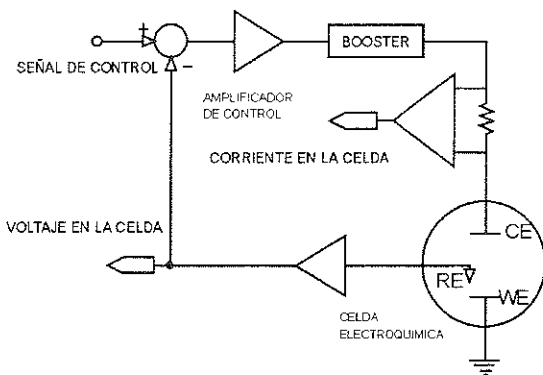 +
BOOSTER
SEÑAL DE CONTROL
-
AMPLIFICADOR
DE CONTROL
CORRIENTE EN LA CELDA
VOLTAJE EN LA CELDA
CE
RE
WE
CELDA
ELECTROQUIMICA